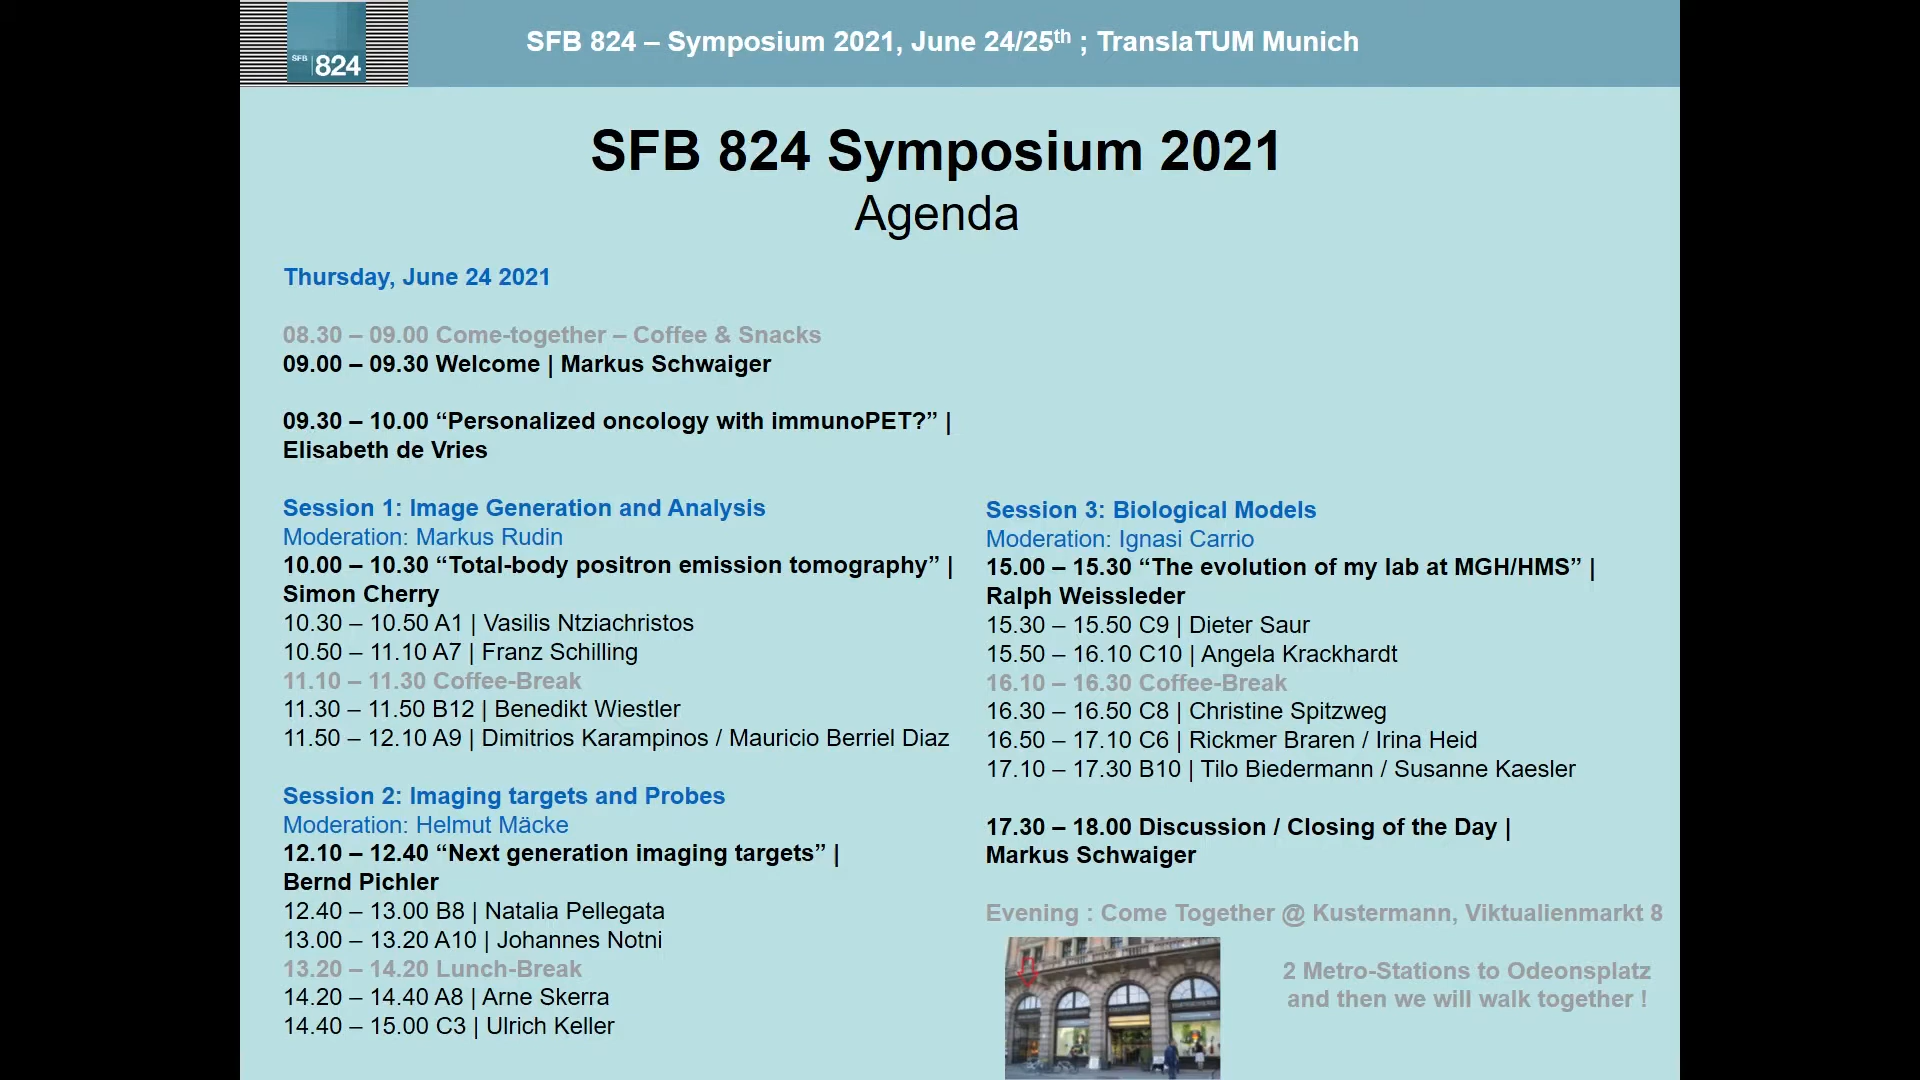 SFB 824
SFB 824 – Symposium 2021, June 24/25th ; TranslaTUM Munich
SFB 824 Symposium 2021
Agenda
Thursday, June 24 2021
08.30 – 09.00 Come-together – Coffee & Snacks
09.00 – 09.30 Welcome | Markus Schwaiger
09.30 – 10.00 “Personalized oncology with immunoPET?” |
Elisabeth de Vries
Session 1: Image Generation and Analysis
Moderation: Markus Rudin
10.00 – 10.30 “Total-body positron emission tomography” |
Simon Cherry
10.30 – 10.50 A1 | Vasilis Ntziachristos
10.50 – 11.10 A7 | Franz Schilling
11.10 – 11.30 Coffee-Break
11.30 – 11.50 B12 | Benedikt Wiestler
11.50 – 12.10 A9 | Dimitrios Karampinos / Mauricio Berriel Diaz
Session 2: Imaging targets and Probes
Moderation: Helmut Mäcke
12.10 – 12.40 “Next generation imaging targets” |
Bernd Pichler
12.40 – 13.00 B8 | Natalia Pellegata
13.00 – 13.20 A10 | Johannes Notni
13.20 – 14.20 Lunch-Break
14.20 – 14.40 A8 | Arne Skerra
14.40 – 15.00 C3 | Ulrich Keller
Session 3: Biological Models
Moderation: Ignasi Carrio
15.00 – 15.30 “The evolution of my lab at MGH/HMS” |
Ralph Weissleder
15.30 – 15.50 C9 | Dieter Saur
15.50 – 16.10 C10 | Angela Krackhardt
16.10 – 16.30 Coffee-Break
16.30 – 16.50 C8 | Christine Spitzweg
16.50 – 17.10 C6 | Rickmer Braren / Irina Heid
17.10 – 17.30 B10 | Tilo Biedermann / Susanne Kaesler
17.30 – 18.00 Discussion / Closing of the Day |
Markus Schwaiger
Evening : Come Together @ Kustermann, Viktualienmarkt 8
2 Metro-Stations to Odeonsplatz
and then we will walk together !